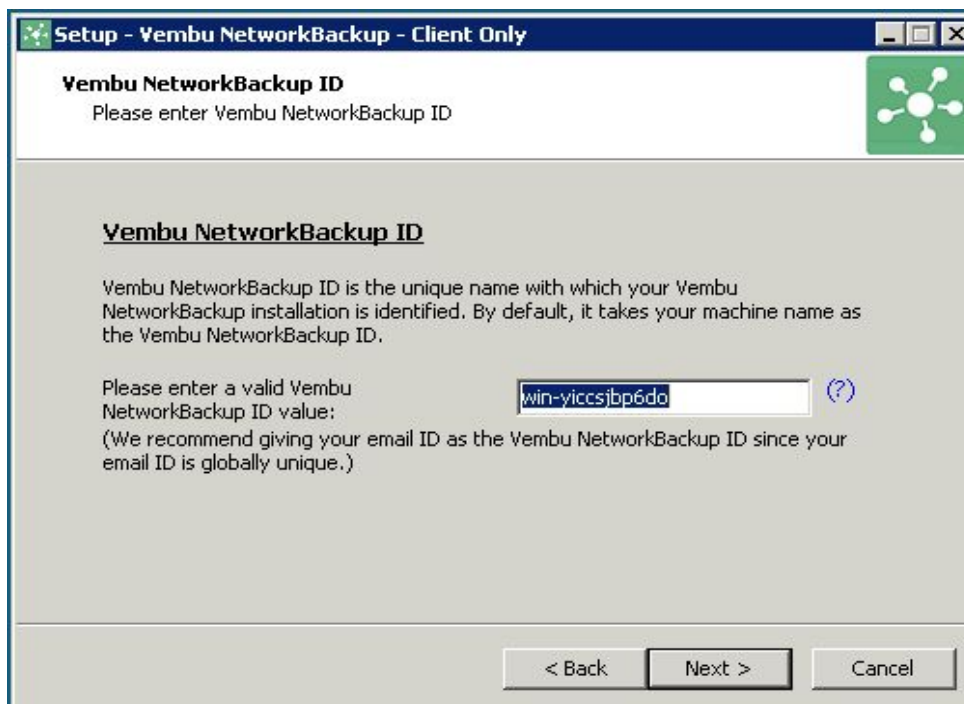 Setup - Vembu NetworkBackup - Client Only
Vembu NetworkBackup ID
Please enter Vembu NetworkBackup ID
Vembu NetworkBackup ID
Vembu NetworkBackup ID is the unique name with which your Vembu
NetworkBackup installation is identified. By default, it takes your machine name as
the Vembu NetworkBackup ID.
Please enter a valid Vembu
NetworkBackup ID value:
win-yiccsjbp6do
(?)
(We recommend giving your email ID as the Vembu NetworkBackup ID since your
email ID is globally unique.)
< Back
Next >
Cancel